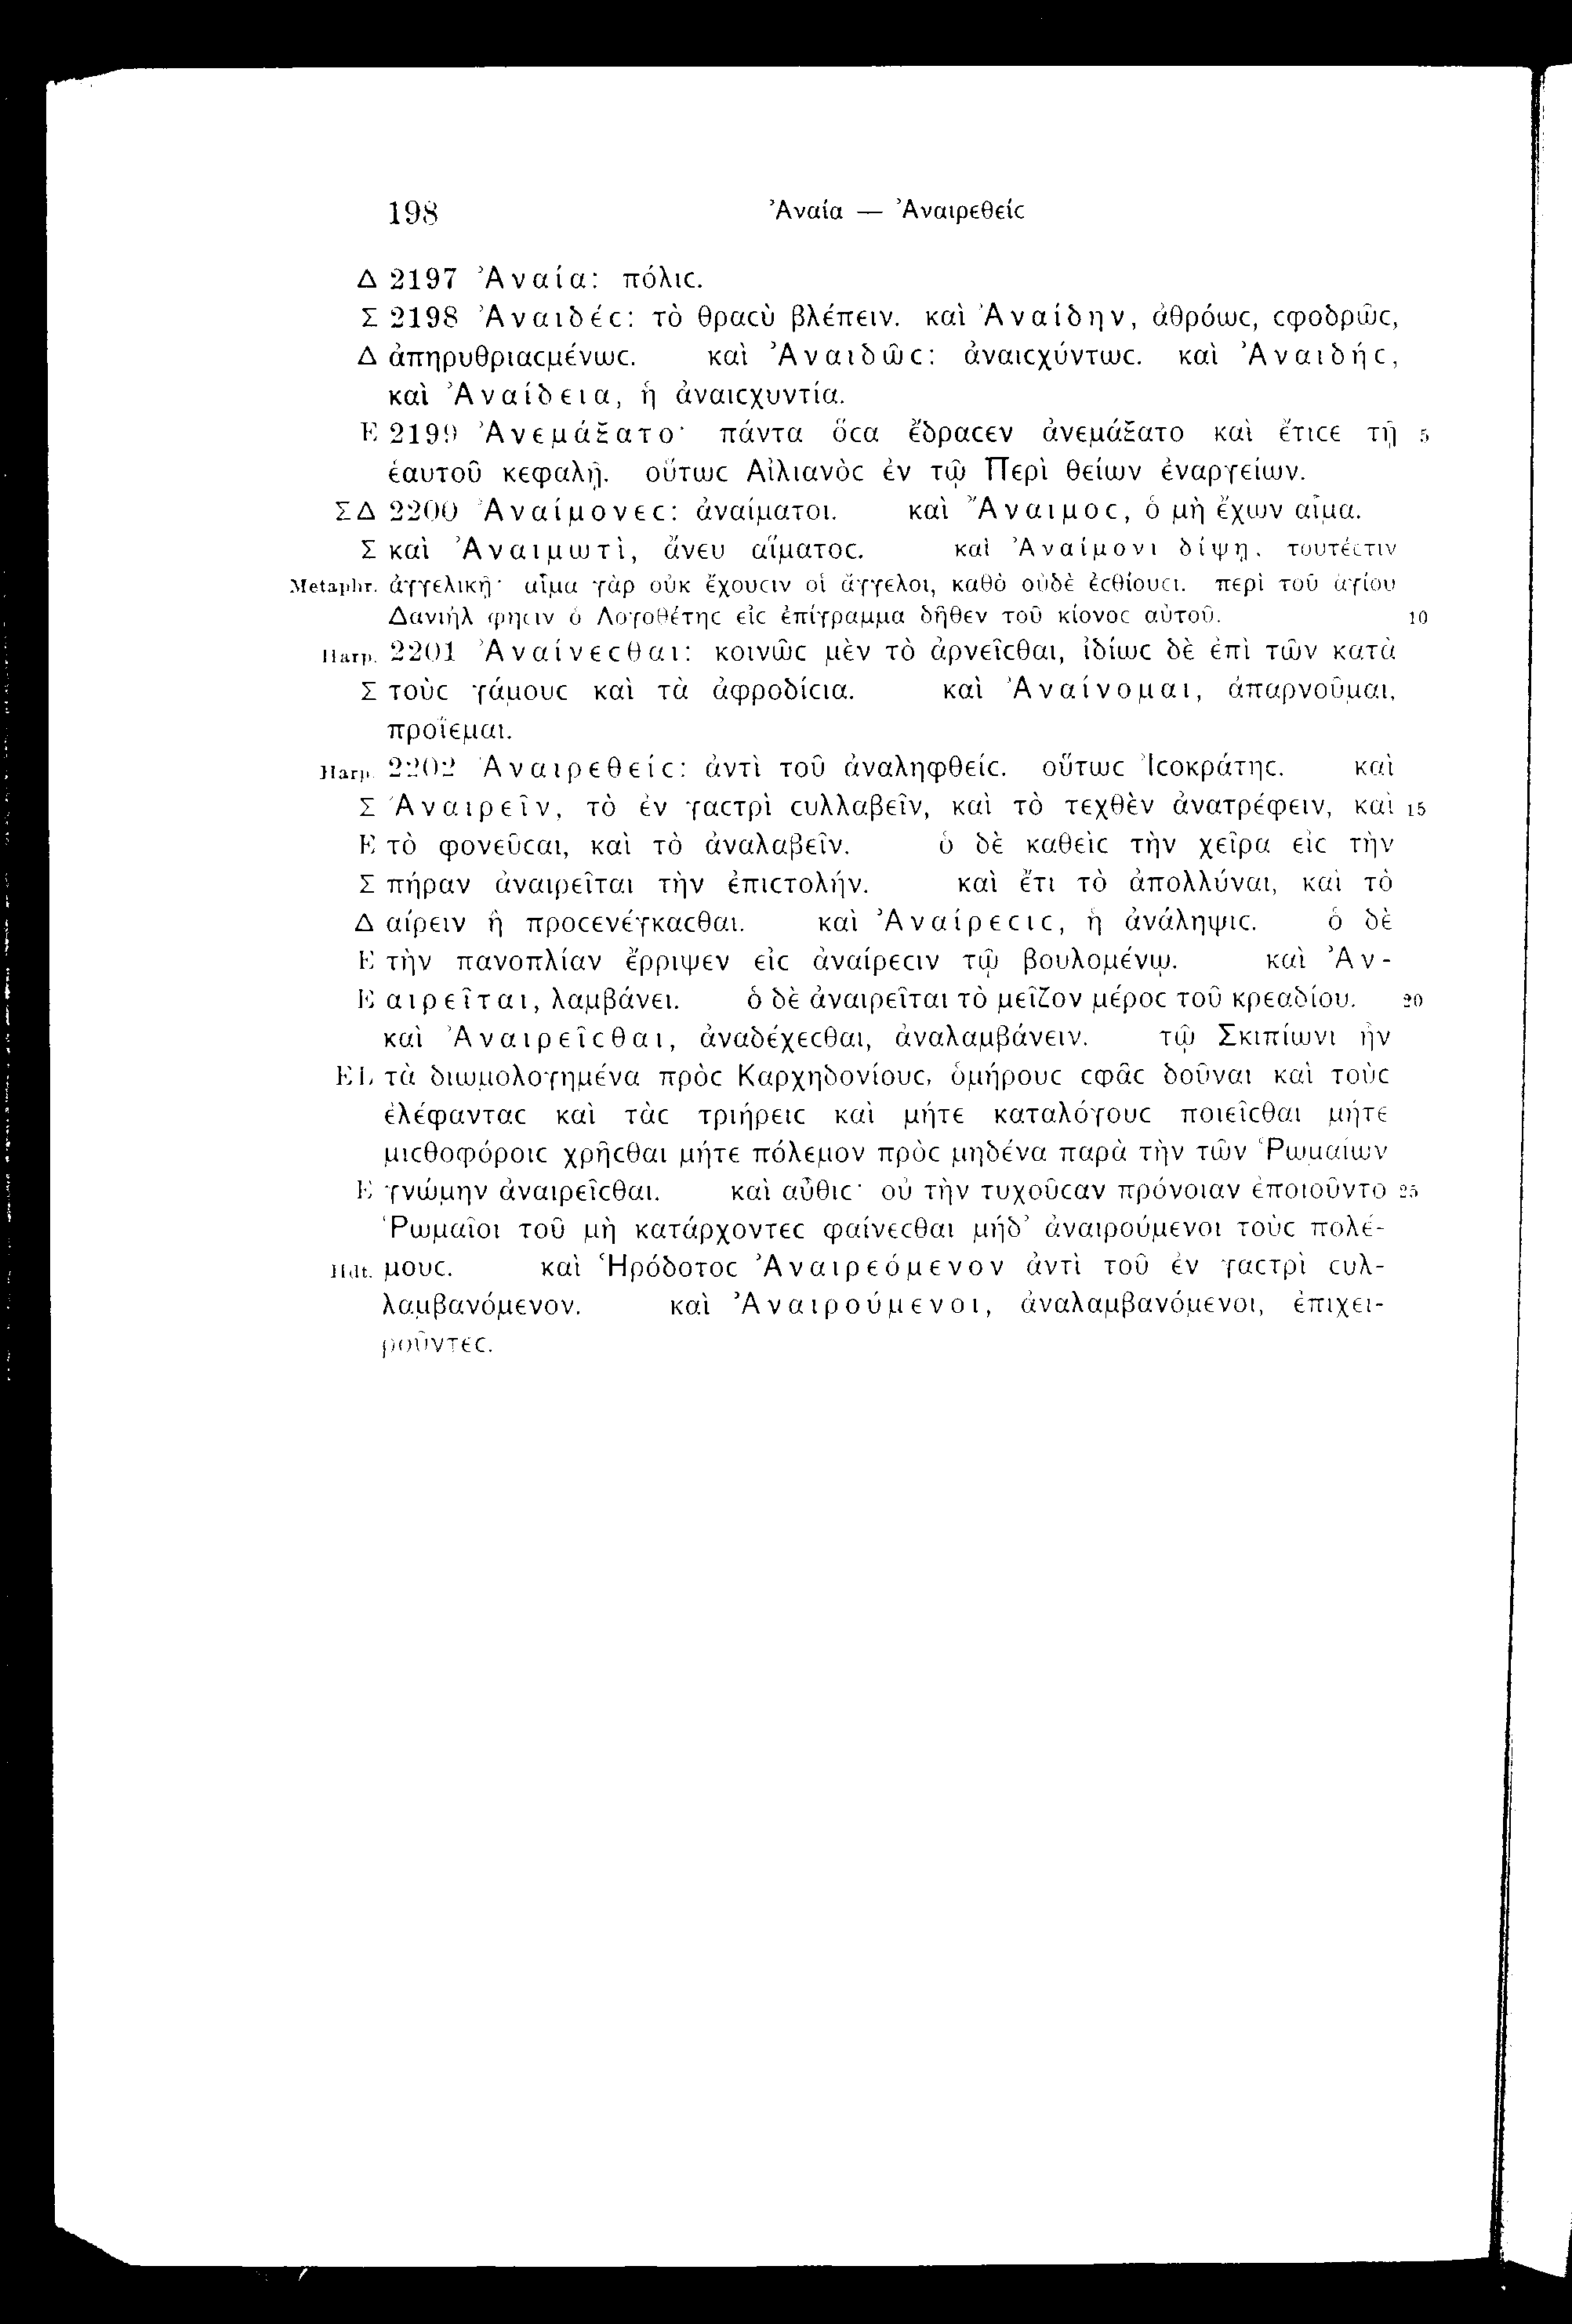 198 Ἀναία — Ἀναιρεθείϲ
Δ 2197 Ἀναία: πόλιϲ.
Σ 2198 Ἀναιδέϲ: τὸ θραϲὺ βλέπειν. καὶ Ἀναίδην, ἀθρόωϲ, ϲφοδρῶϲ,
Δ ἀπηρυθριαϲμένωϲ. καὶ Ἀναιδῶϲ: ἀναιϲχύντωϲ. καὶ Ἀναιδήϲ,
καὶ Ἀναίδεια, ἡ ἀναιϲχυντία.
E 2199 Ἀνεμάξατο· πάντα ὅϲα ἔδραϲεν ἀνεμάξατο καὶ ἔτιϲε τῇ 5
ἑαυτοῦ κεφαλῇ. οὕτωϲ Αἰλιανὸϲ ἐν τῷ Περὶ θείων ἐναργείων.
ΣΔ 2200 Ἀναίμονεϲ: ἀναίματοι. καὶ Ἄναιμοϲ, ὁ μὴ ἔχων αἷμα.
Σ καὶ Ἀναιμωτὶ, ἄνευ αἵματοϲ. καὶ Ἀναίμονι δίψῃ, τουτέϲτιν
Metaphr. ἀγγελικῇ· αἷμα γὰρ οὐκ ἔχουϲιν οἱ ἄγγελοι, καθὸ οὐδὲ ἐϲθίουϲι. περὶ τοῦ ἁγίου
Δανιήλ φηϲιν ὁ Λογοθέτηϲ εἰϲ ἐπίγραμμα δῆθεν τοῦ κίονοϲ αὐτοῦ. 10
Harp. 2201 Ἀναίνεϲθαι: κοινῶϲ μὲν τὸ ἀρνεῖϲθαι, ἰδίωϲ δὲ ἐπὶ τῶν κατὰ
Σ τοὺϲ γάμουϲ καὶ τὰ ἀφροδίϲια. καὶ Ἀναίνομαι, ἀπαρνοῦμαι,
προΐεμαι.
Harp. 2202 Ἀναιρεθείϲ: ἀντὶ τοῦ ἀναληφθείϲ. οὕτωϲ Ἰϲοκράτηϲ. καὶ
Σ Ἀναιρεῖν, τὸ ἐν γαϲτρὶ ϲυλλαβεῖν, καὶ τὸ τεχθὲν ἀνατρέφειν, καὶ 15
E τὸ φονεῦϲαι, καὶ τὸ ἀναλαβεῖν. ὁ δὲ καθεὶϲ τὴν χεῖρα εἰϲ τὴν
Σ πήραν ἀναιρεῖται τὴν ἐπιϲτολήν. καὶ ἔτι τὸ ἀπολλύναι, καὶ τὸ
Δ αίρειν ἢ προϲενέγκαϲθαι. καὶ Ἀναίρεϲιϲ, ἡ ἀνάληψιϲ. ὁ δὲ
E τὴν πανοπλίαν ἔρριψεν εἰϲ ἀναίρεϲιν τῷ βουλομένῳ. καὶ Ἀν-
E αιρεῖται, λαμβάνει. ὁ δὲ ἀναιρεῖται τὸ μεῖζον μέροϲ τοῦ κρεαδίου. 20
καὶ Ἀναιρεῖϲθαι, ἀναδέχεϲθαι, ἀναλαμβάνειν. τῷ Σκιπίωνι ἦν
EL τὰ διωμολογημένα πρὸϲ Καρχηδονίουϲ, ὁμήρουϲ ϲφᾶϲ δοῦναι καὶ τοὺϲ
ἐλέφανταϲ καὶ τὰϲ τριήρειϲ καὶ μήτε καταλόγουϲ ποιεῖϲθαι μήτε
μιϲθοφόροιϲ χρῆϲθαι μήτε πόλεμον πρὸϲ μηδένα παρὰ τὴν τῶν Ῥωμαίων
E γνώμην ἀναιρεῖϲθαι. καὶ αὖθιϲ· οὐ τὴν τυχοῦϲαν πρόνοιαν ἐποιοῦντο 25
Ῥωμαῖοι τοῦ μὴ κατάρχοντεϲ φαίνεϲθαι μήδ’ ἀναιρούμενοι τοὺϲ πολέ-
Hdt. μουϲ. καὶ Ἡρόδοτοϲ Ἀναιρεόμενον ἀντὶ τοῦ ἐν γαϲτρὶ ϲυλ-
λαμβανόμενον. καὶ Ἀναιρούμενοι, ἀναλαμβανόμενοι, ἐπιχει-
ροῦντεϲ.